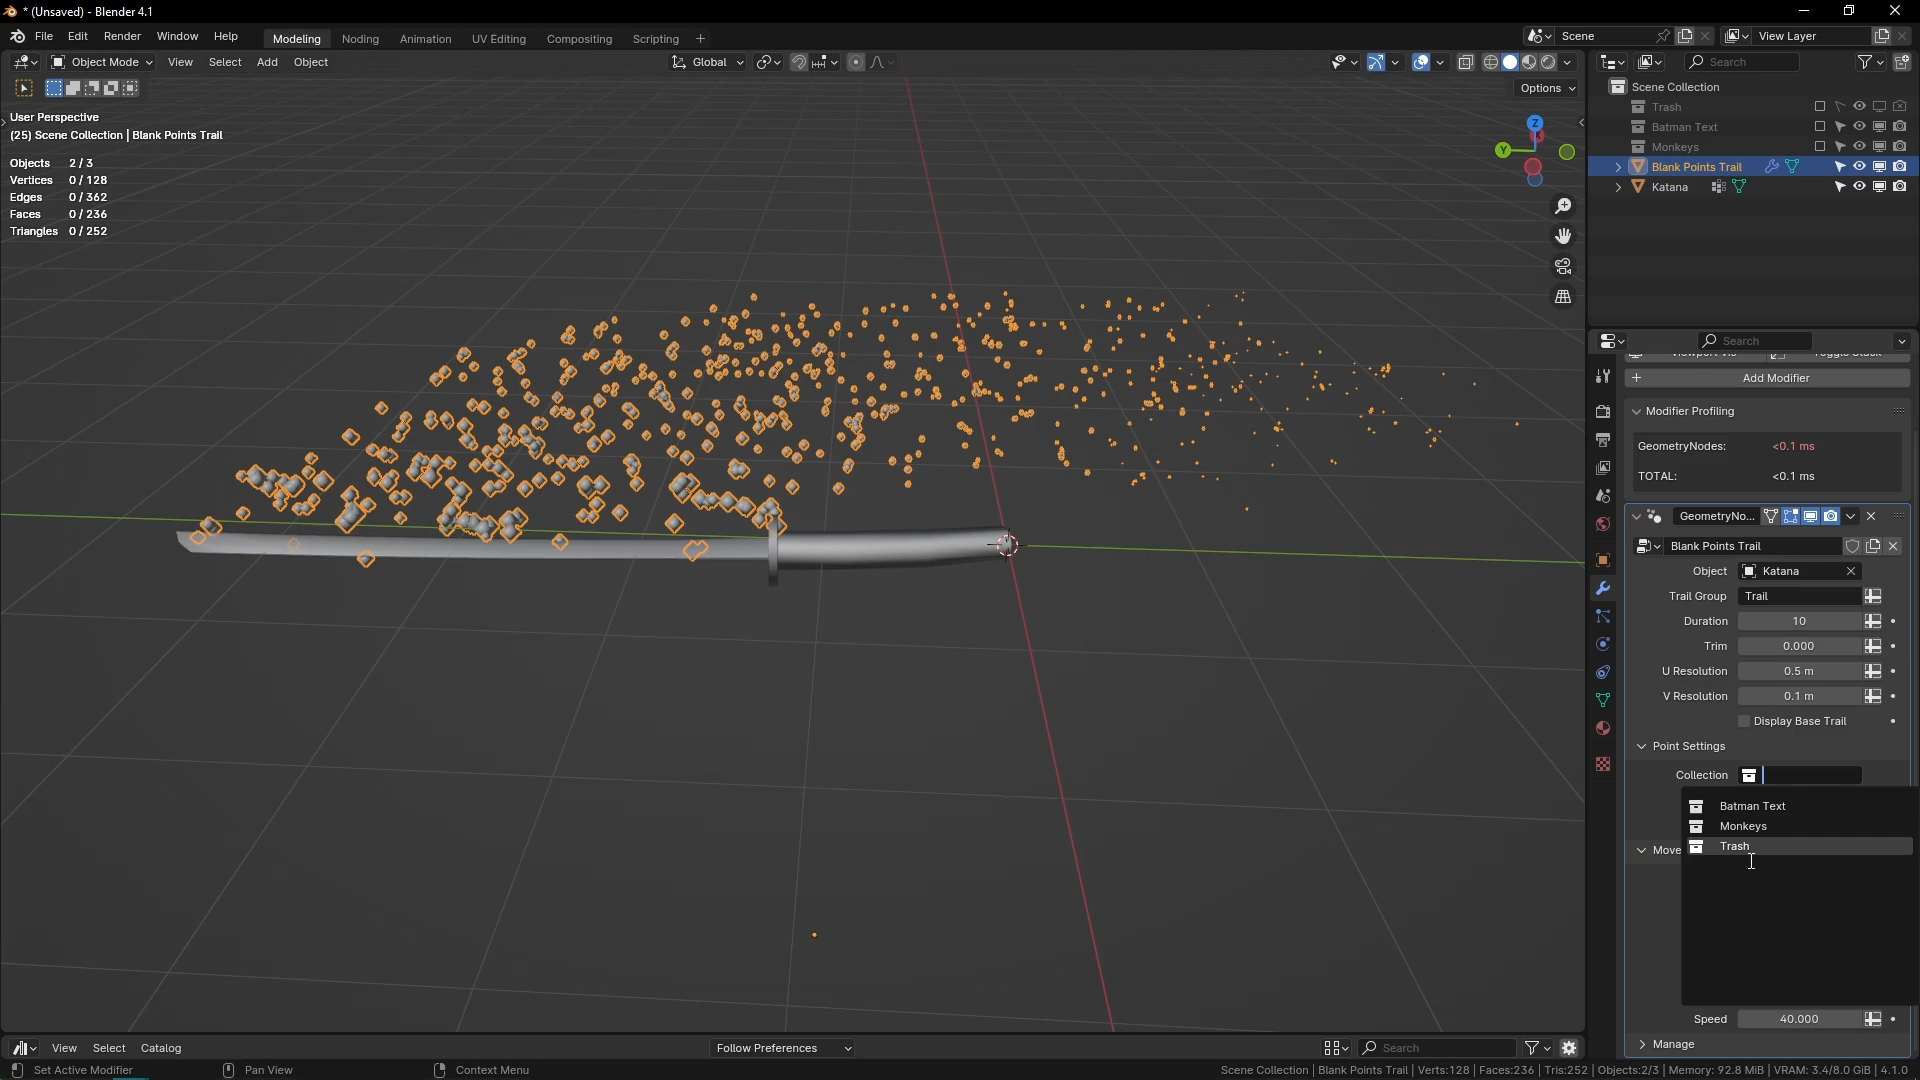 * (Unsaved) - Blender 4.1
File Edit Render Window Help
Modeling Noding Animation UV Editing Compositing Scripting
Scene
View Layer
Object Mode View Select Add Object
Global
Search
Options
User Perspective
(25) Scene Collection | Blank Points Trail
Objects 2 / 3
Vertices 0 / 128
Edges 0 / 362
Faces 0 / 236
Triangles 0 / 252
Z
Y
Scene Collection
Trash
Batman Text
Monkeys
Blank Points Trail
Katana
Search
Add Modifier
Modifier Profiling
GeometryNodes: <0.1 ms
TOTAL: <0.1 ms
GeometryNo...
Blank Points Trail
Object Katana
Trail Group Trail
Duration 10
Trim 0.000
U Resolution 0.5 m
V Resolution 0.1 m
Display Base Trail
Point Settings
Collection
Batman Text
Monkeys
Trash
Move
Speed 40.000
Manage
View Select Catalog
Follow Preferences
Search
Set Active Modifier Pan View Context Menu
Scene Collection | Blank Points Trail | Verts:128 | Faces:236 | Tris:252 | Objects:2/3 | Memory: 92.8 MiB | VRAM: 3.4/8.0 GiB | 4.1.0